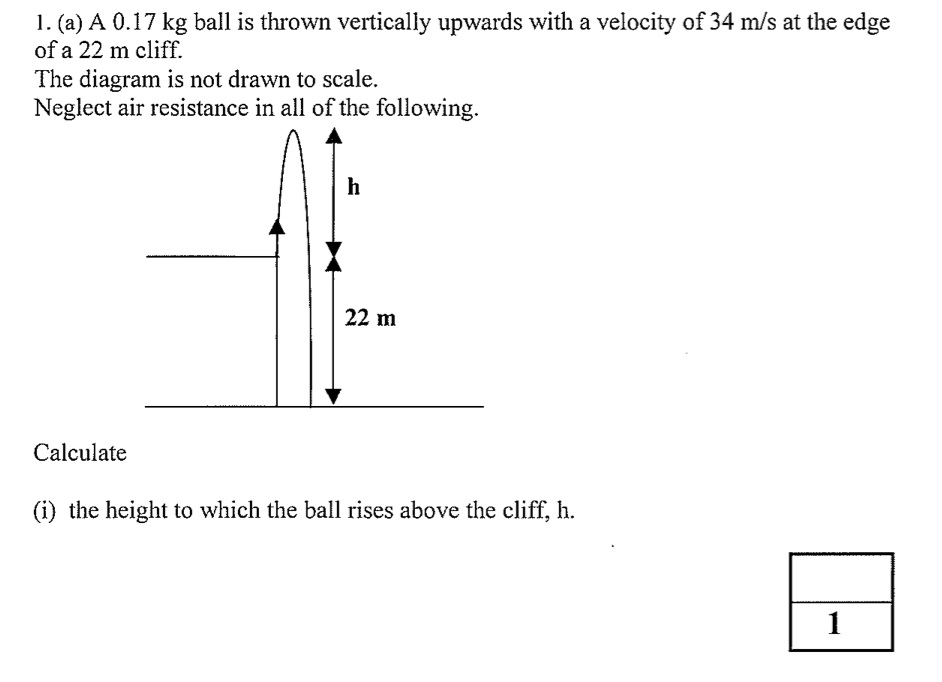 1. (a) A 0.17 kg ball is thrown vertically upwards with a velocity of 34 m/s at the edge
of a 22 m cliff.
The diagram is not drawn to scale.
Neglect air resistance in all of the following.
h
22 m
Calculate
(i) the height to which the ball rises above the cliff, h.
1